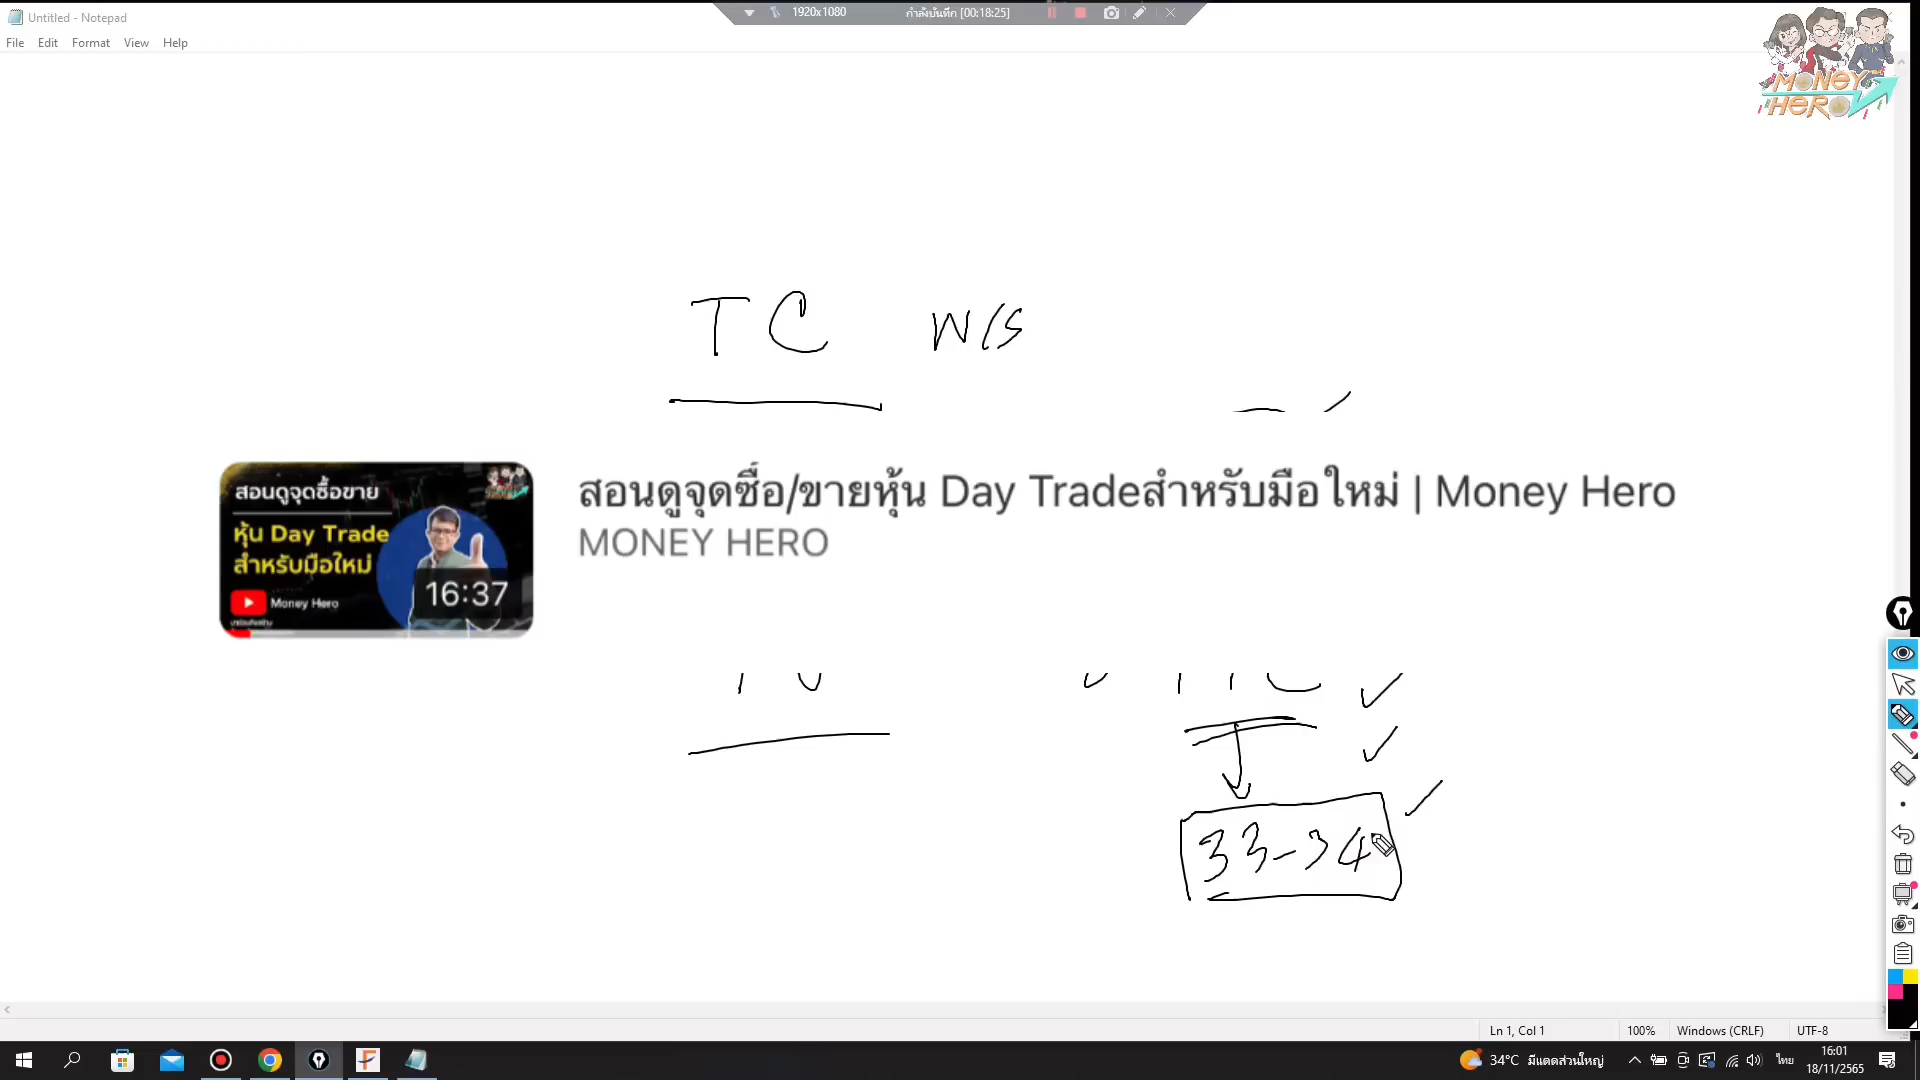 Untitled - Notepad
1920x1080 กำลังบันทึก [00:18:25]
File Edit Format View Help
MONEY HERO
TC
สอนดูจุดซื้อขาย
หุ้น Day Trade
สำหรับมือใหม่
16:37
Money Hero
สอนดูจุดซื้อ/ขายหุ้น Day Tradeสำหรับมือใหม่ | Money Hero
MONEY HERO
33-34
Ln 1, Col 1 100% Windows (CRLF) UTF-8
34°C มีแดดส่วนใหญ่ ไทย 16:01
18/11/2565